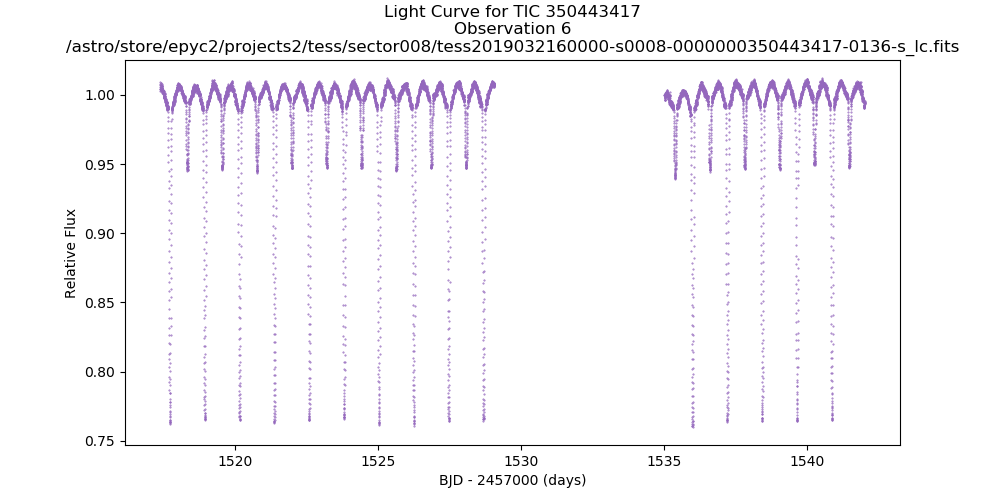 Light Curve for TIC 350443417
Observation 6
/astro/store/epyc2/projects2/tess/sector008/tess2019032160000-s0008-0000000350443417-0136-s_lc.fits
1.00
0.95
0.90
0.85
0.80
0.75
Relative Flux
1520
1525
1530
1535
1540
BJD - 2457000 (days)